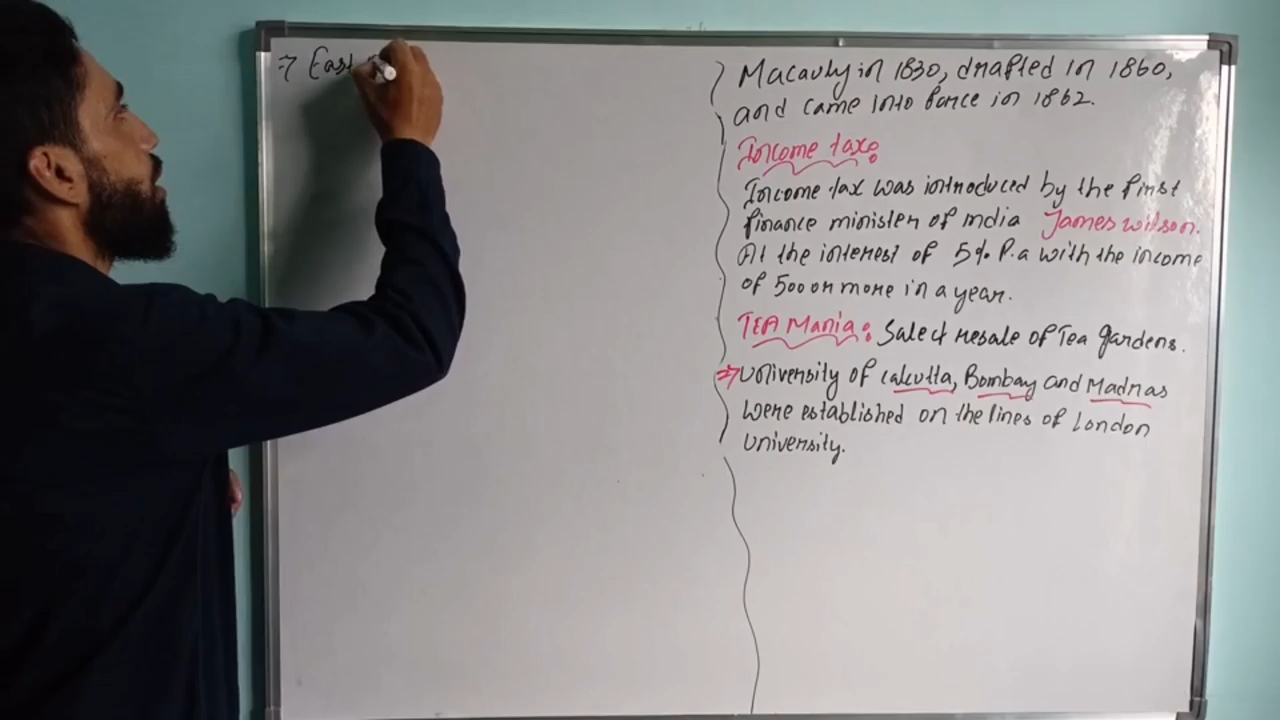 => East
Macauly in 1830, drafted in 1860,
and came into force in 1862.
Income tax:
Income tax was introduced by the first
finance minister of india James wilson.
At the interest of 5% P.a with the income
of 500 or more in a year.
TEA Mania: Sale & resale of Tea gardens.
=> University of calcutta, Bombay and Madras
were established on the lines of London
University.